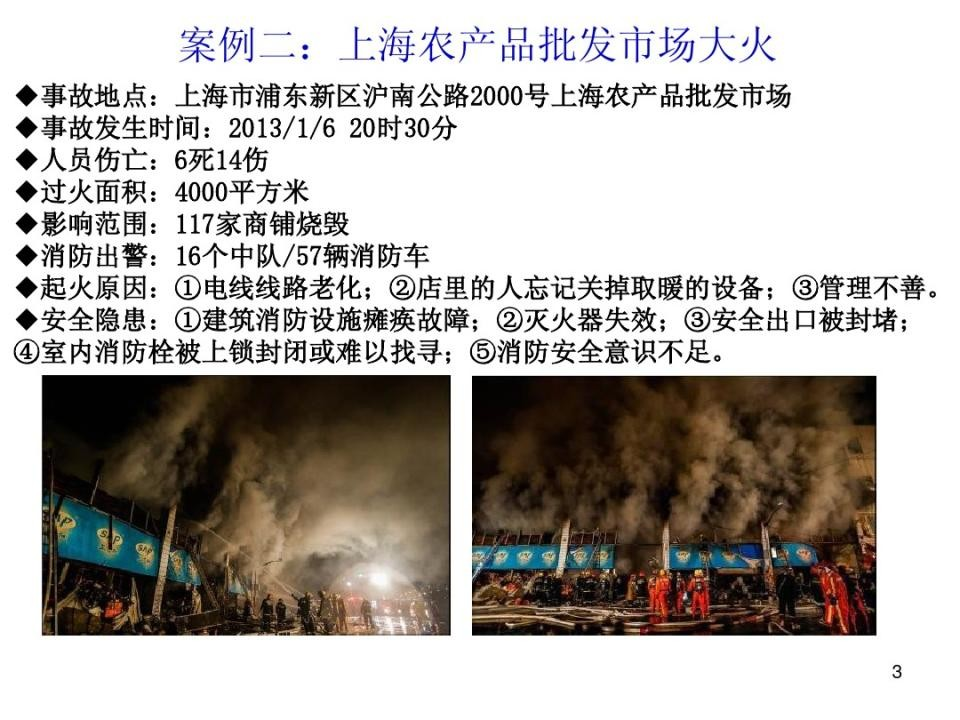 案例二：上海农产品批发市场大火
◆事故地点：上海市浦东新区沪南公路2000号上海农产品批发市场
◆事故发生时间：2013/1/6 20时30分
◆人员伤亡：6死14伤
◆过火面积：4000平方米
◆影响范围：117家商铺烧毁
◆消防出警：16个中队/57辆消防车
◆起火原因：①电线线路老化；②店里的人忘记关掉取暖的设备；③管理不善。
◆安全隐患：①建筑消防设施瘫痪故障；②灭火器失效；③安全出口被封堵；
④室内消防栓被上锁封闭或难以找寻；⑤消防安全意识不足。
SAP
SAP
3